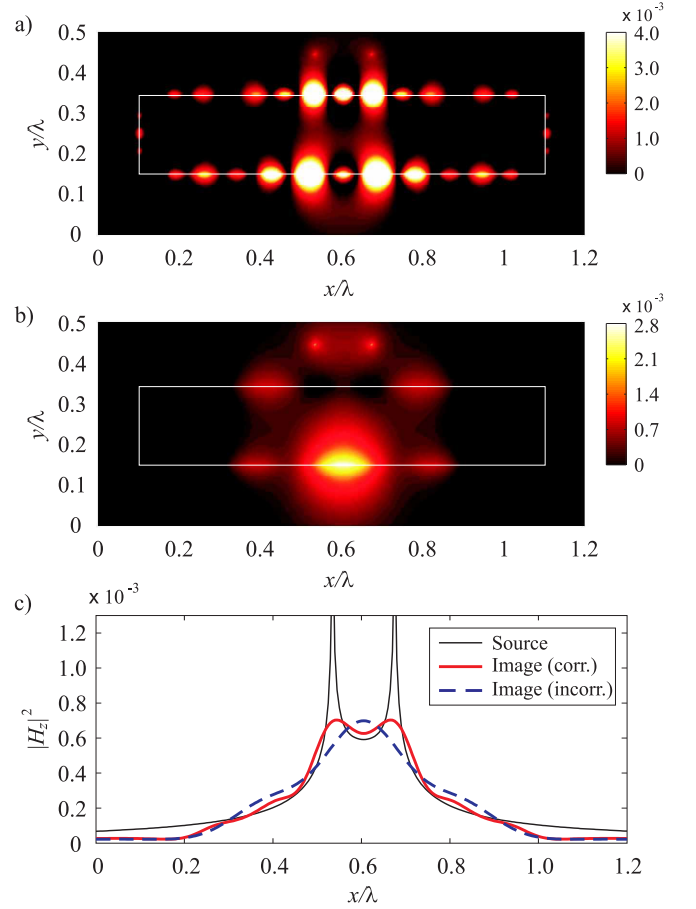 a)
x 10⁻³
0.5
0.4
0.3
0.2
0.1
0
y/λ
0 0.2 0.4 0.6 0.8 1 1.2
x/λ
4.0
3.0
2.0
1.0
0
b)
x 10⁻³
0.5
0.4
0.3
0.2
0.1
0
y/λ
0 0.2 0.4 0.6 0.8 1 1.2
x/λ
2.8
2.1
1.4
0.7
0
c)
x 10⁻³
1.2
1.0
0.8
0.6
0.4
0.2
0
|H_z|²
Source
Image (corr.)
Image (incorr.)
0 0.2 0.4 0.6 0.8 1.0 1.2
x/λ